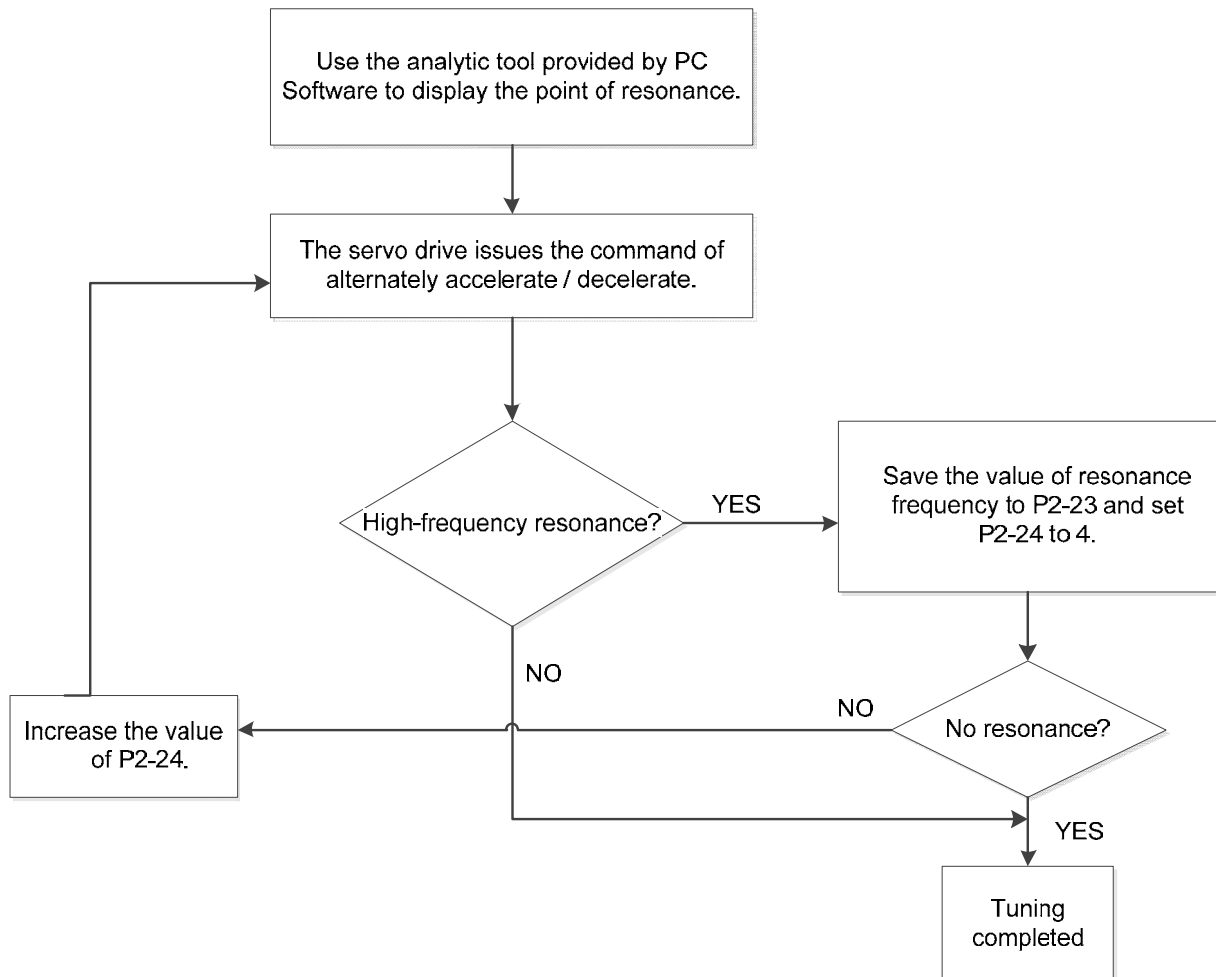 Use the analytic tool provided by PC
Software to display the point of resonance.
The servo drive issues the command of
alternately accelerate / decelerate.
High-frequency resonance?
YES
Save the value of resonance
frequency to P2-23 and set
P2-24 to 4.
NO
NO
No resonance?
Increase the value
of P2-24.
YES
Tuning
completed